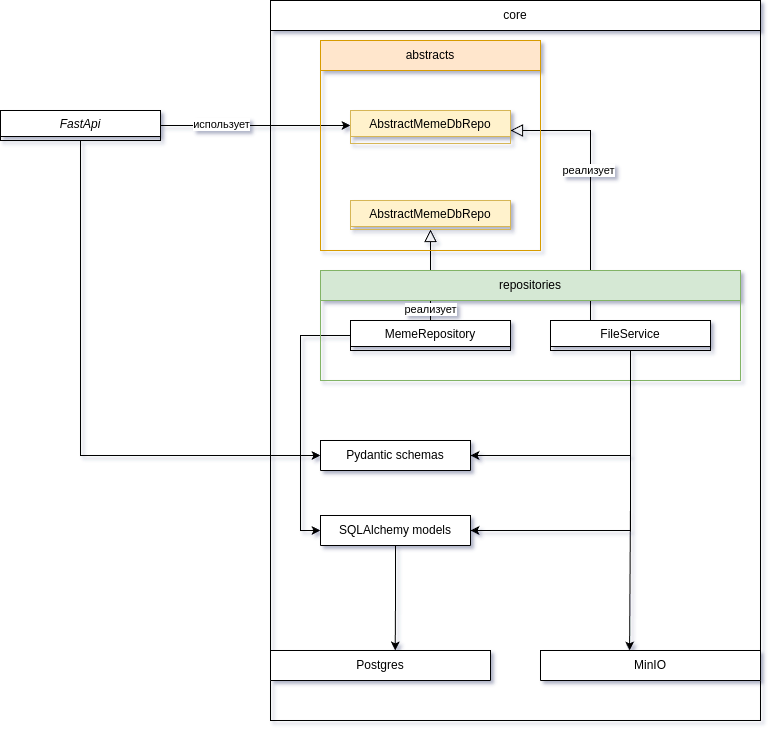 core
abstracts
FastApi
использует
AbstractMemeDbRepo
реализует
AbstractMemeDbRepo
repositories
реализует
MemeRepository
FileService
Pydantic schemas
SQLAlchemy models
Postgres
MinIO